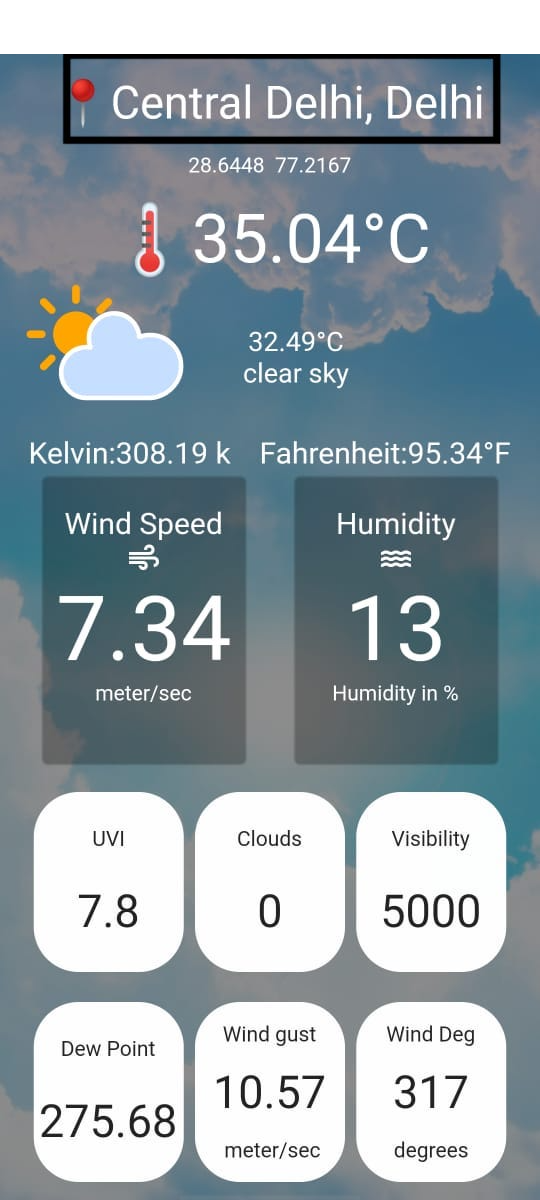 Central Delhi, Delhi
28.6448 77.2167
35.04°C
32.49°C
clear sky
Kelvin:308.19 k Fahrenheit:95.34°F
Wind Speed
7.34
meter/sec
Humidity
13
Humidity in %
UVI
7.8
Clouds
0
Visibility
5000
Dew Point
275.68
Wind gust
10.57
meter/sec
Wind Deg
317
degrees